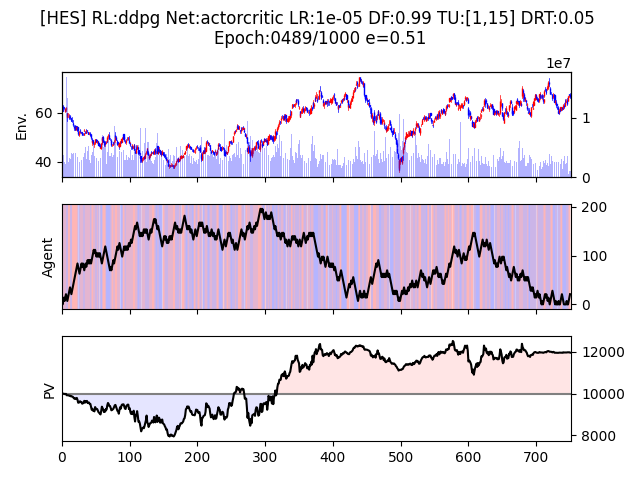 [HES] RL:ddpg Net:actorcritic LR:1e-05 DF:0.99 TU:[1,15] DRT:0.05
Epoch:0489/1000 e=0.51
1e7
Env.
60
40
1
0
Agent
200
100
0
PV
12000
10000
8000
0 100 200 300 400 500 600 700